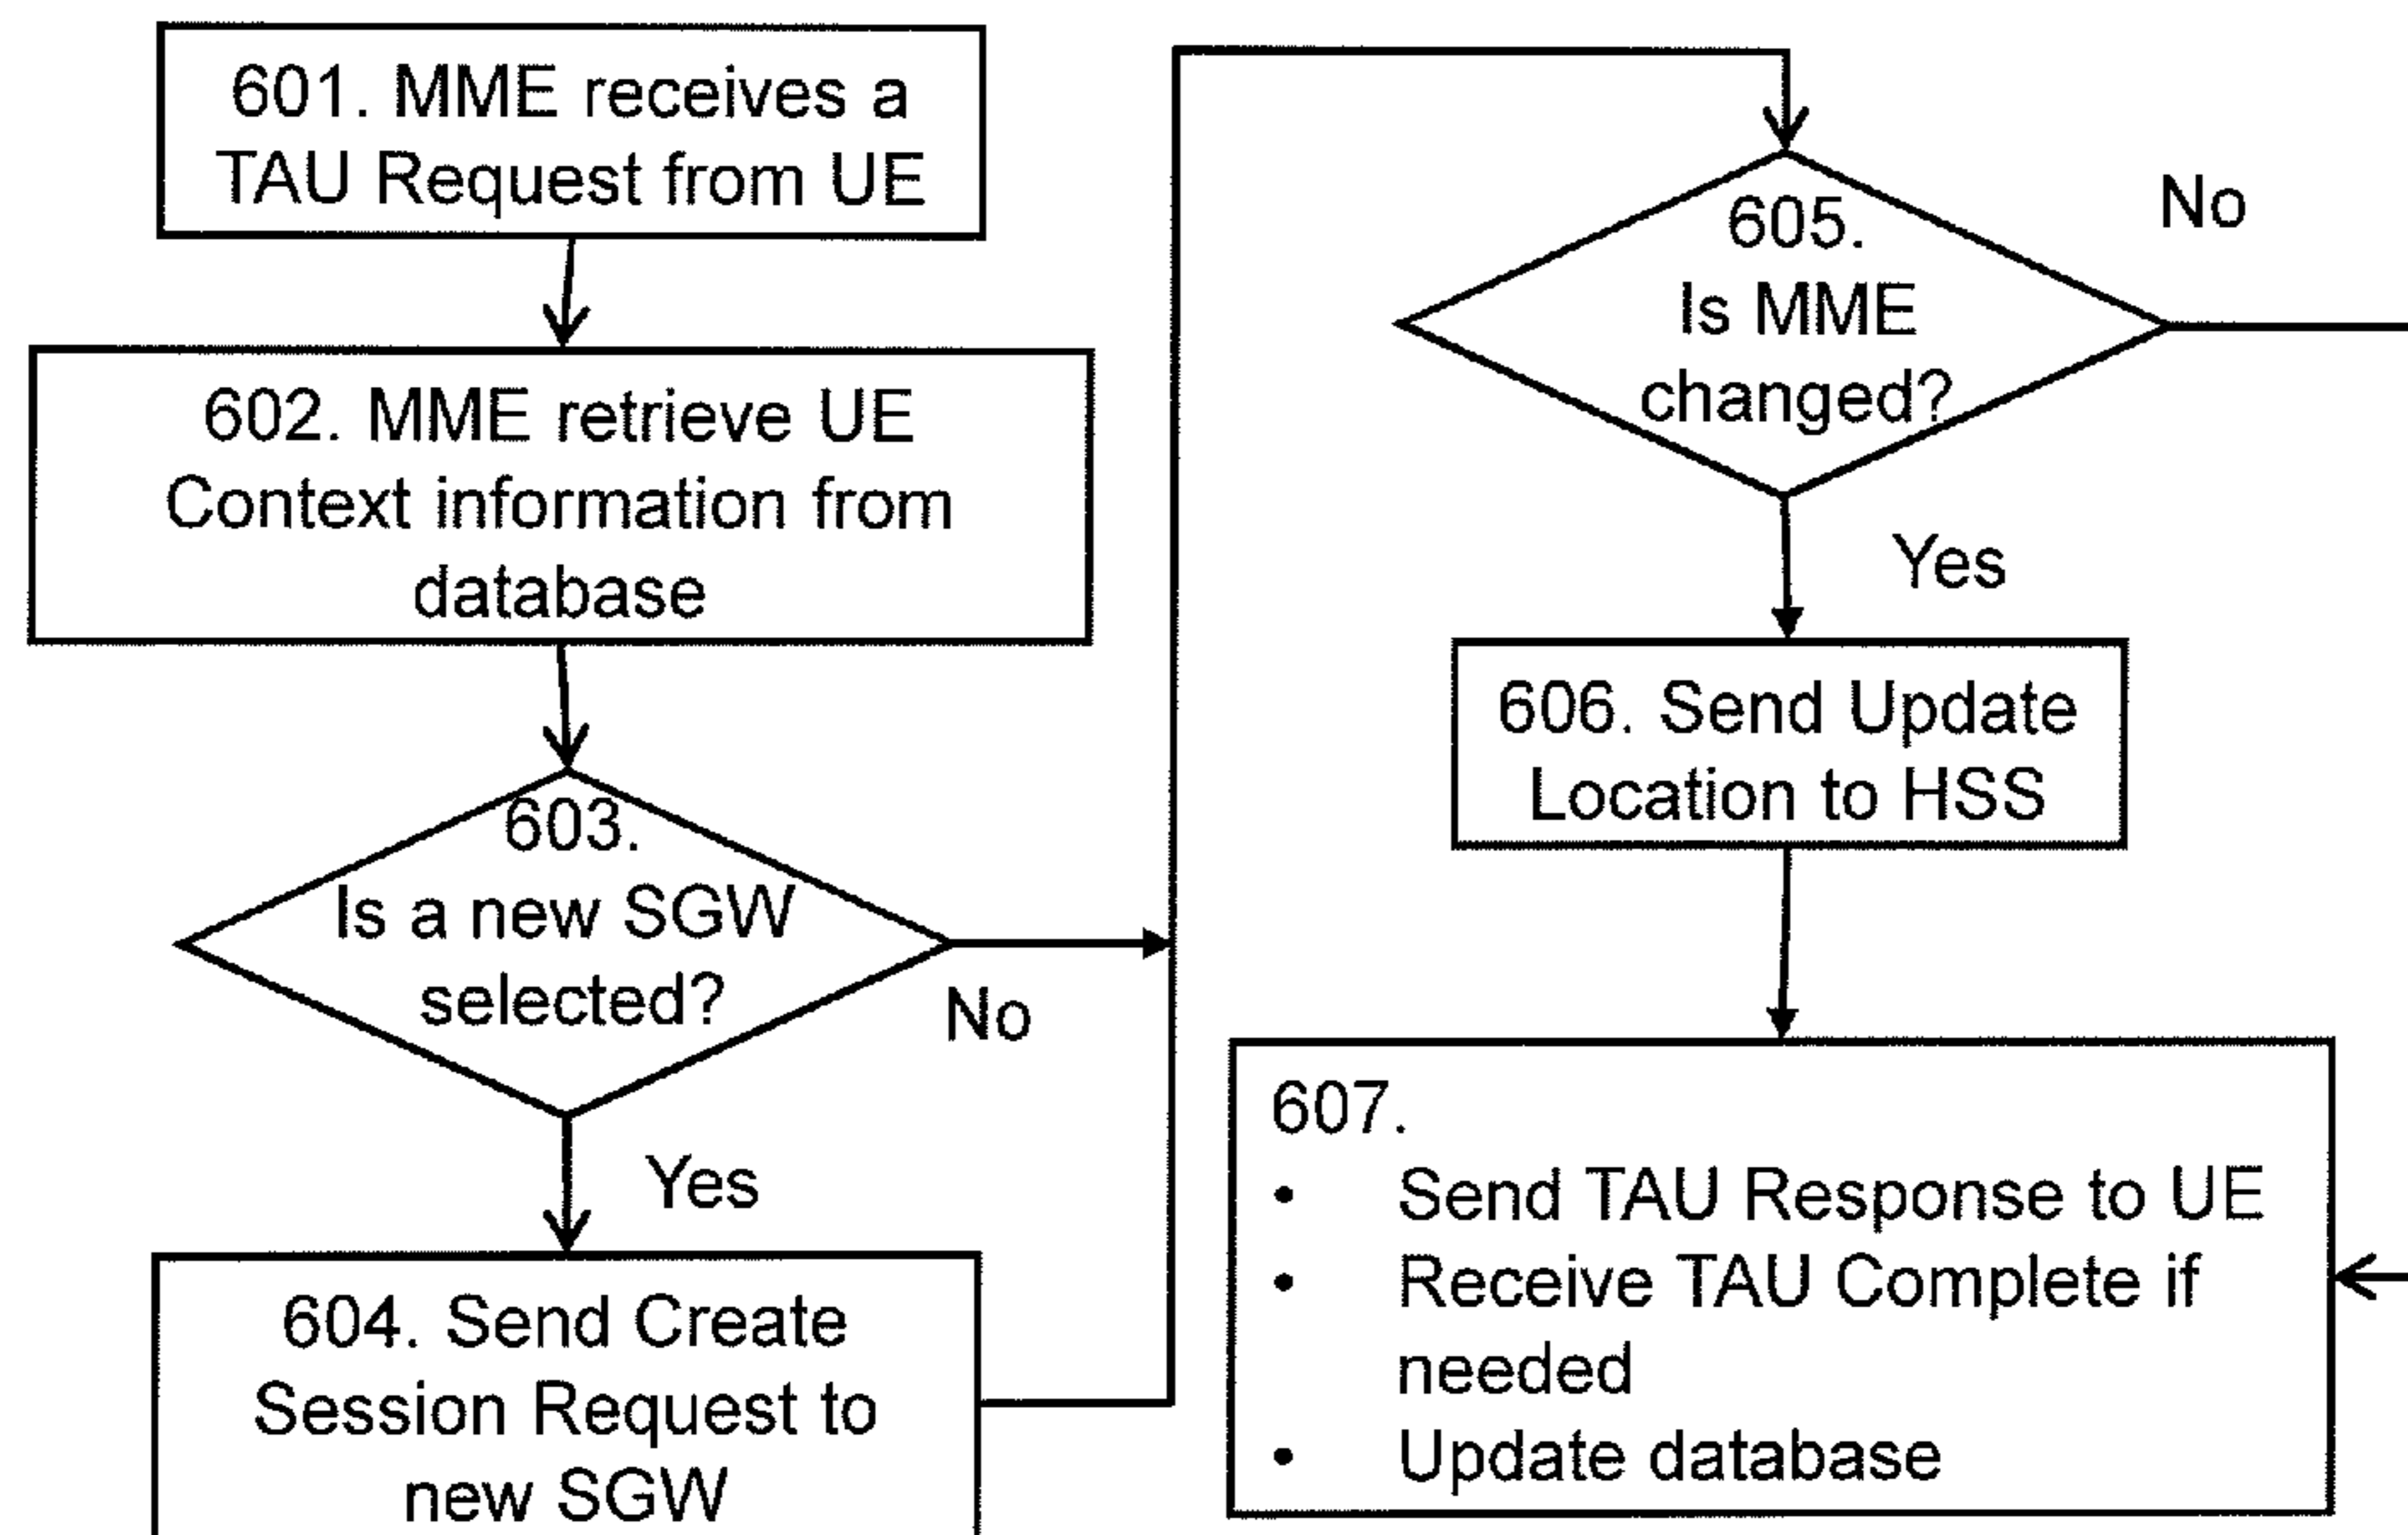 601. MME receives a
TAU Request from UE
602. MME retrieve UE
Context information from
database
603.
Is a new SGW
selected?
No
Yes
604. Send Create
Session Request to
new SGW
605.
Is MME
changed?
No
Yes
606. Send Update
Location to HSS
607.
• Send TAU Response to UE
• Receive TAU Complete if
needed
• Update database